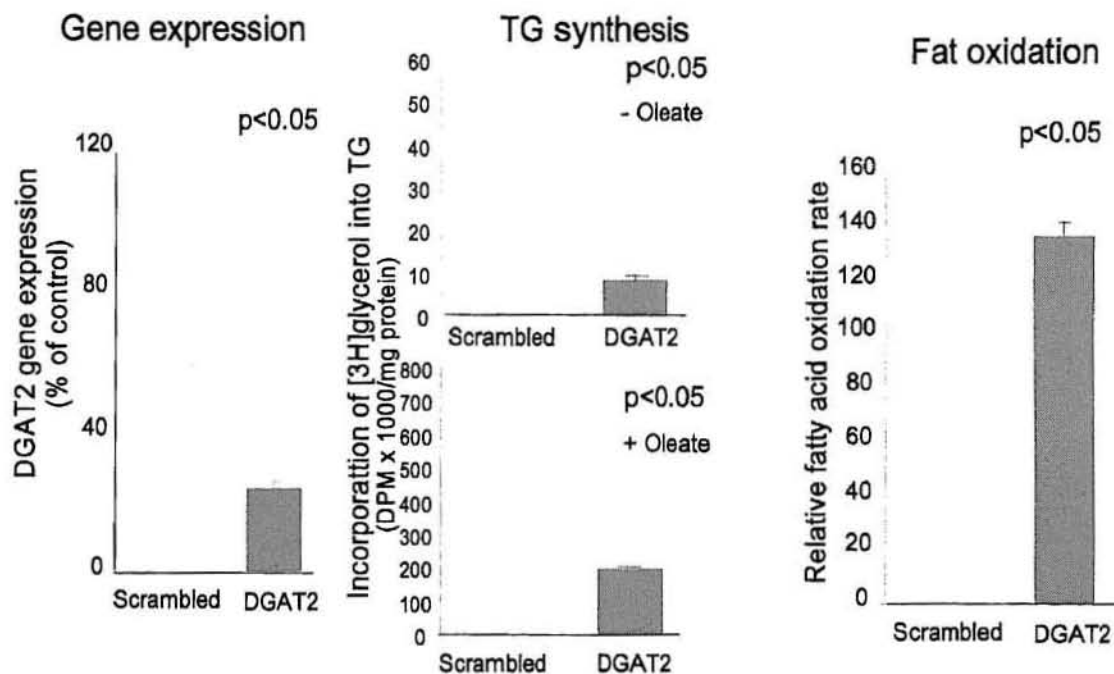 Gene expression
p<0.05
DGAT2 gene expression
(% of control)
120
80
40
0
Scrambled DGAT2
TG synthesis
Incorporattion of [3H]glycerol into TG
(DPM x 1000/mg protein)
p<0.05
- Oleate
60
50
40
30
20
10
0
Scrambled DGAT2
p<0.05
+ Oleate
800
700
600
500
400
300
200
100
0
Scrambled DGAT2
Fat oxidation
p<0.05
Relative fatty acid oxidation rate
160
140
120
100
80
60
40
20
0
Scrambled DGAT2